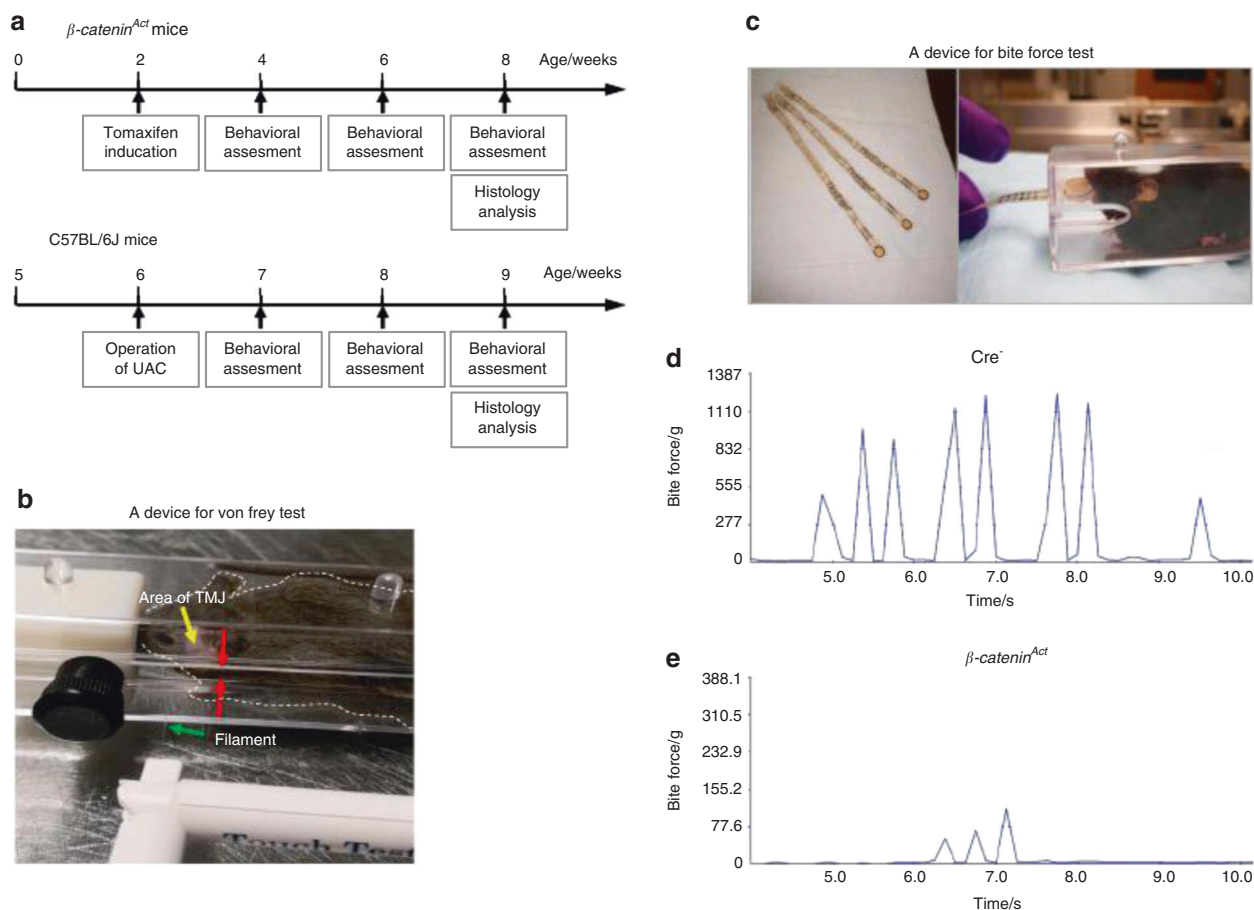 a
β-catenin^Act mice
0 2 4 6 8 Age/weeks
Tomaxifen
inducation
Behavioral
assesment
Behavioral
assesment
Behavioral
assesment
Histology
analysis
C57BL/6J mice
5 6 7 8 9 Age/weeks
Operation
of UAC
Behavioral
assesment
Behavioral
assesment
Behavioral
assesment
Histology
analysis
b
A device for von frey test
Area of TMJ
Filament
Touch Test
c
A device for bite force test
d
Cre⁻
Bite force/g
1387
1110
832
555
277
0
5.0 6.0 7.0 8.0 9.0 10.0
Time/s
e
β-catenin^Act
Bite force/g
388.1
310.5
232.9
155.2
77.6
0
5.0 6.0 7.0 8.0 9.0 10.0
Time/s